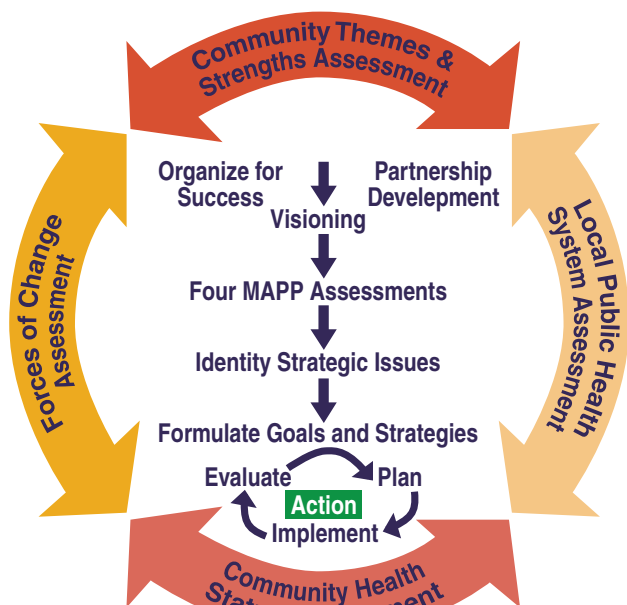 Community Themes &
Strengths Assessment
Organize for
Success
Partnership
Develepment
Visioning
Four MAPP Assessments
Identity Strategic Issues
Formulate Goals and Strategies
Evaluate
Plan
Action
Implement
Forces of Change
Assessment
Local Public Health
System Assessment
Community Health